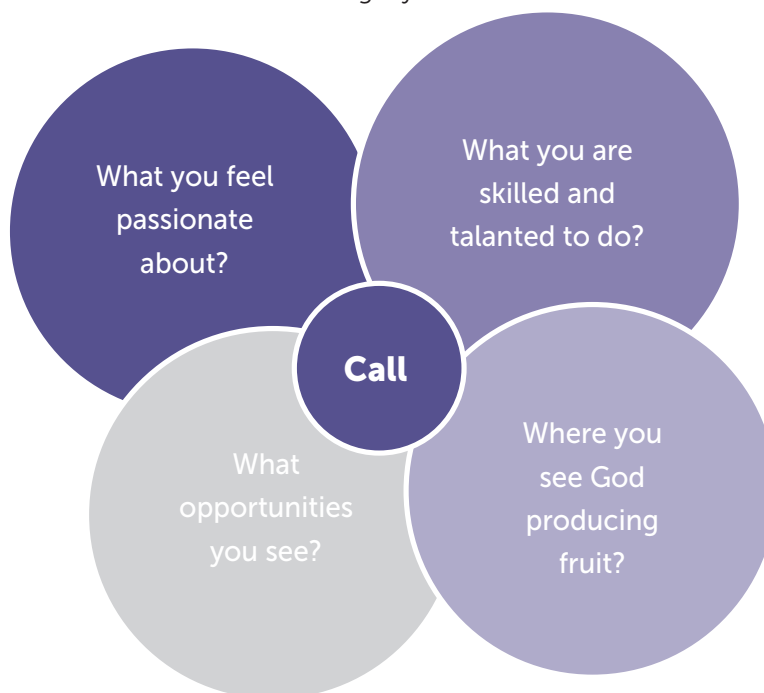 What you feel
passionate
about?
What you are
skilled and
talanted to do?
Call
What
opportunities
you see?
Where you
see God
producing
fruit?